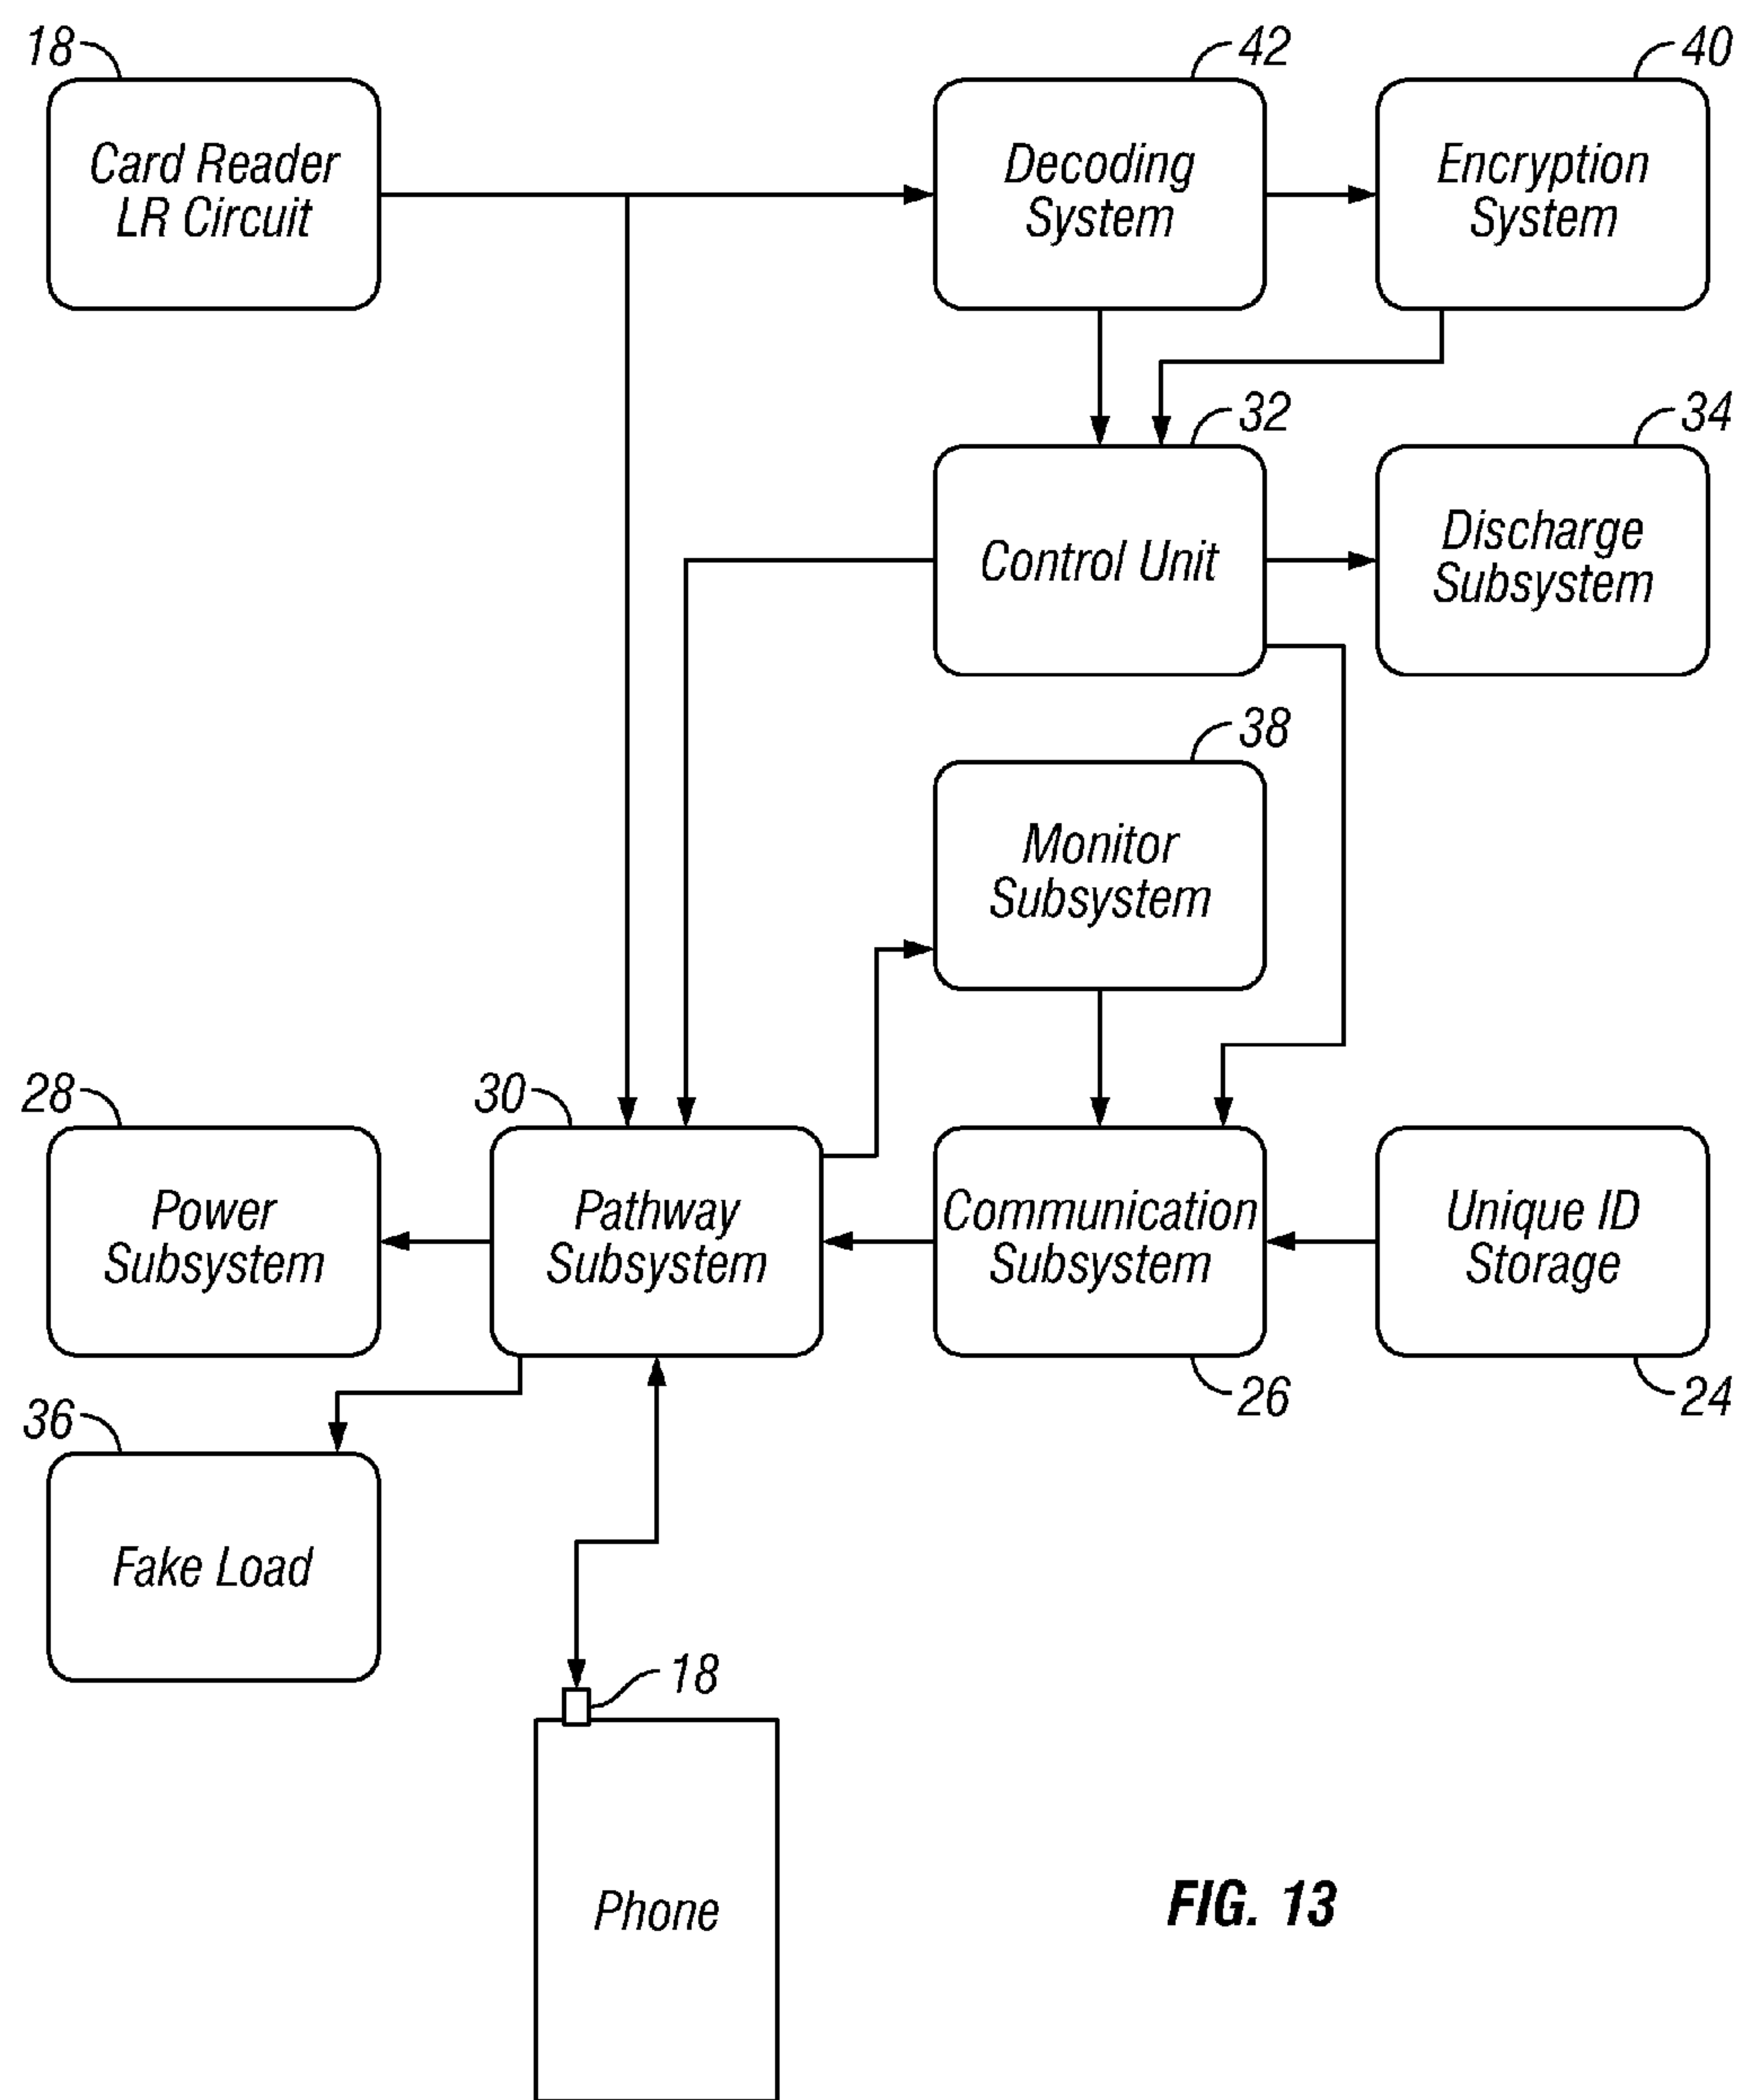 18
42
40
Card Reader
LR Circuit
Decoding
System
Encryption
System
32
34
Control Unit
Discharge
Subsystem
38
Monitor
Subsystem
28
30
Power
Subsystem
Pathway
Subsystem
Communication
Subsystem
Unique ID
Storage
26
24
36
Fake Load
18
Phone
FIG. 13